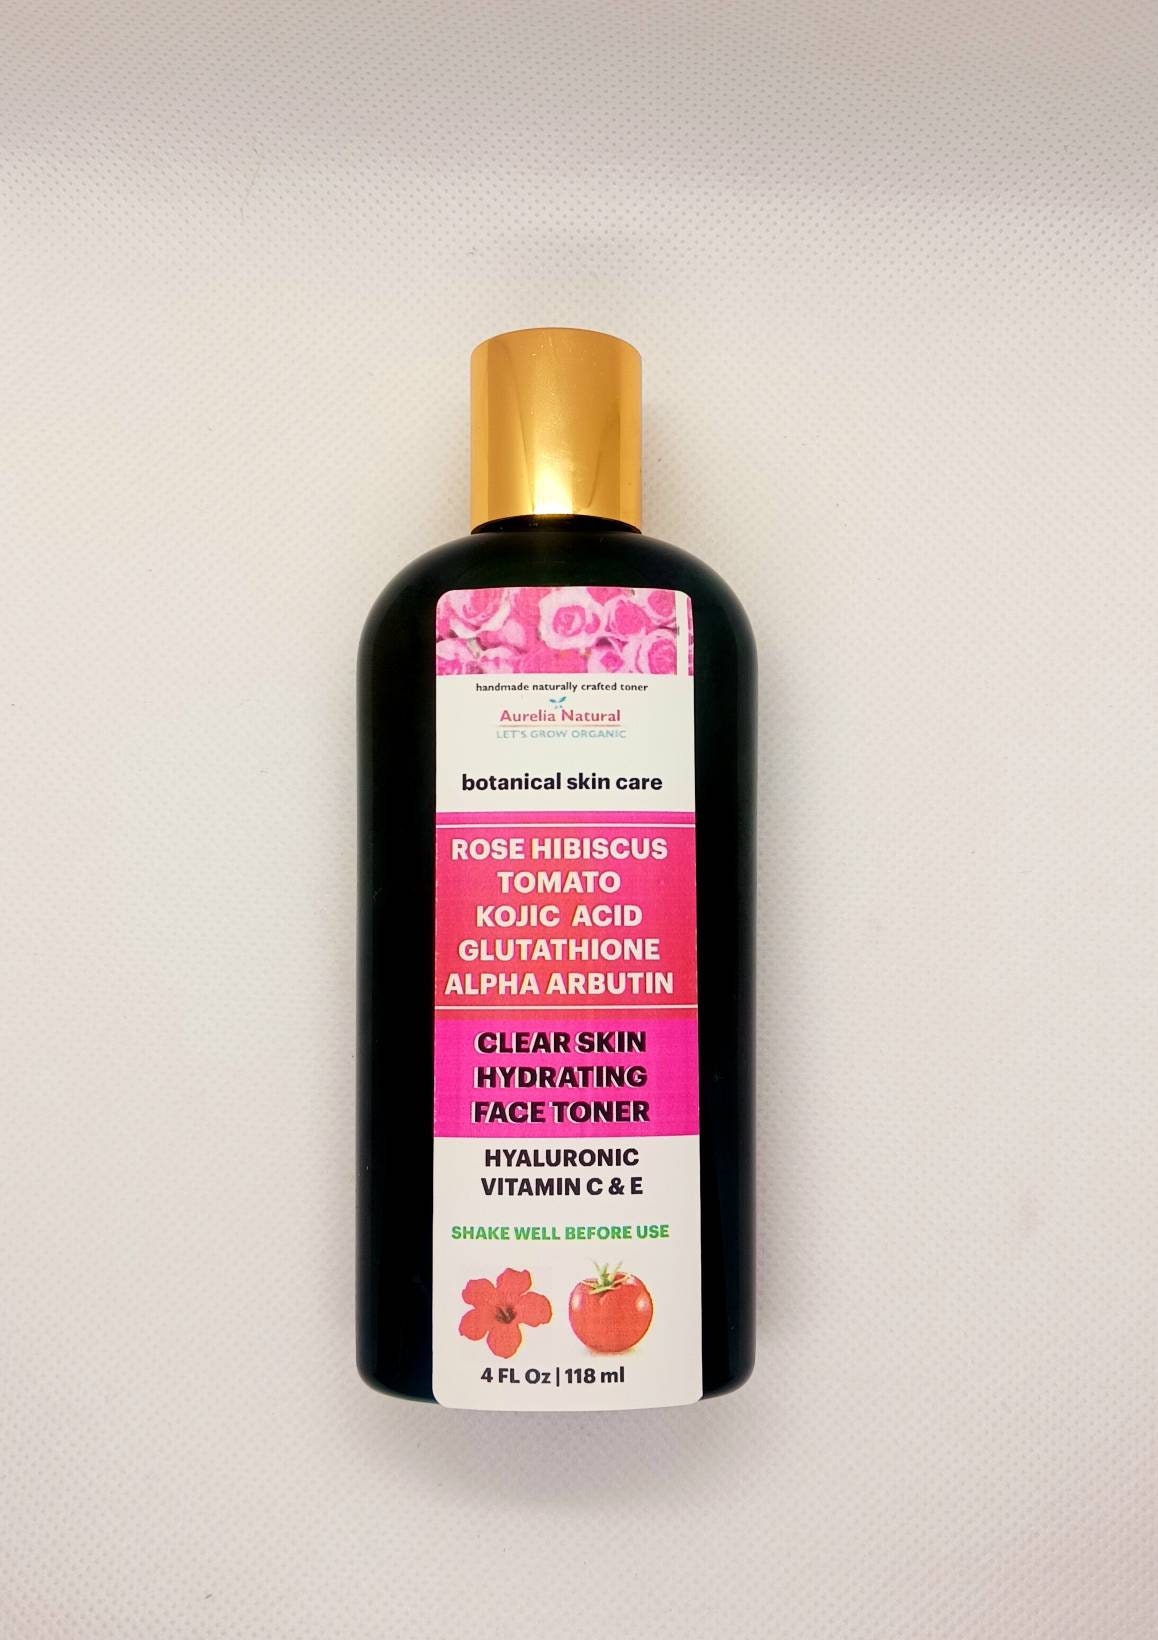 handmade naturally crafted toner
Aurelia Natural
LET'S GROW ORGANIC
botanical skin care
ROSE HIBISCUS
TOMATO
KOJIC ACID
GLUTATHIONE
ALPHA ARBUTIN
CLEAR SKIN
HYDRATING
FACE TONER
HYALURONIC
VITAMIN C & E
SHAKE WELL BEFORE USE
4 FL Oz | 118 ml